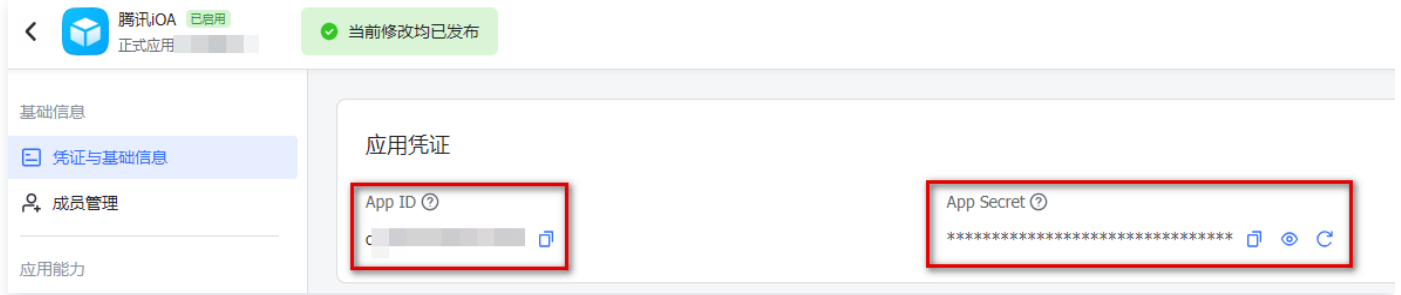 腾讯iOA 已启用
正式应用
当前修改均已发布
基础信息
凭证与基础信息
成员管理
应用能力
应用凭证
App ID
App Secret
********************************